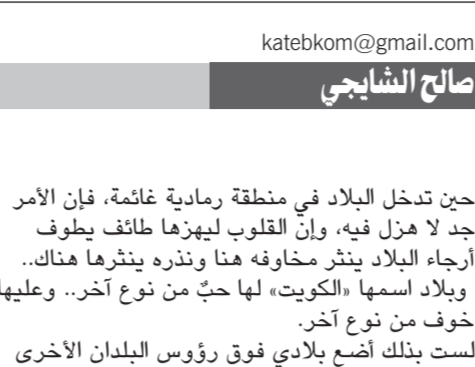 katebkom@gmail.com
صالح الشايجي
حين تدخل البلاد في منطقة رمادية غائمة، فإن الأمر
جد لا هزل فيه، وإن القلوب ليهزها طائف يطوف
أرجاء البلاد ينثر مخاوفه هنا ونذره ينثرها هناك..
وبلاد اسمها «الكويت» لها حبٌ من نوع آخر.. وعليها
خوف من نوع آخر.
لست بذلك أضع بلادي فوق رؤوس البلدان الأخرى